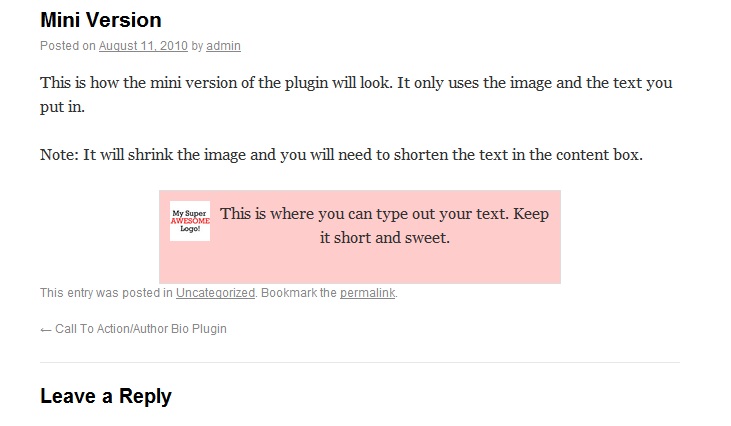 Mini Version
Posted on August 11, 2010 by admin
This is how the mini version of the plugin will look. It only uses the image and the text you
put in.
Note: It will shrink the image and you will need to shorten the text in the content box.
My Super
AWESOME
Logo!
This is where you can type out your text. Keep
it short and sweet.
This entry was posted in Uncategorized. Bookmark the permalink.
← Call To Action/Author Bio Plugin
Leave a Reply